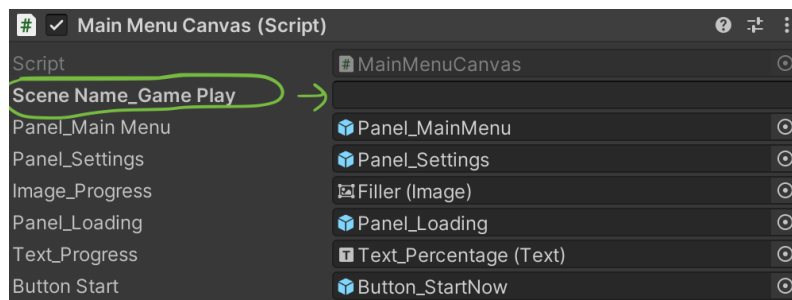 # Main Menu Canvas (Script)
Script # MainMenuCanvas
Scene Name_Game Play
Panel_Main Menu Panel_MainMenu
Panel_Settings Panel_Settings
Image_Progress Filler (Image)
Panel_Loading Panel_Loading
Text_Progress T Text_Percentage (Text)
Button Start Button_StartNow